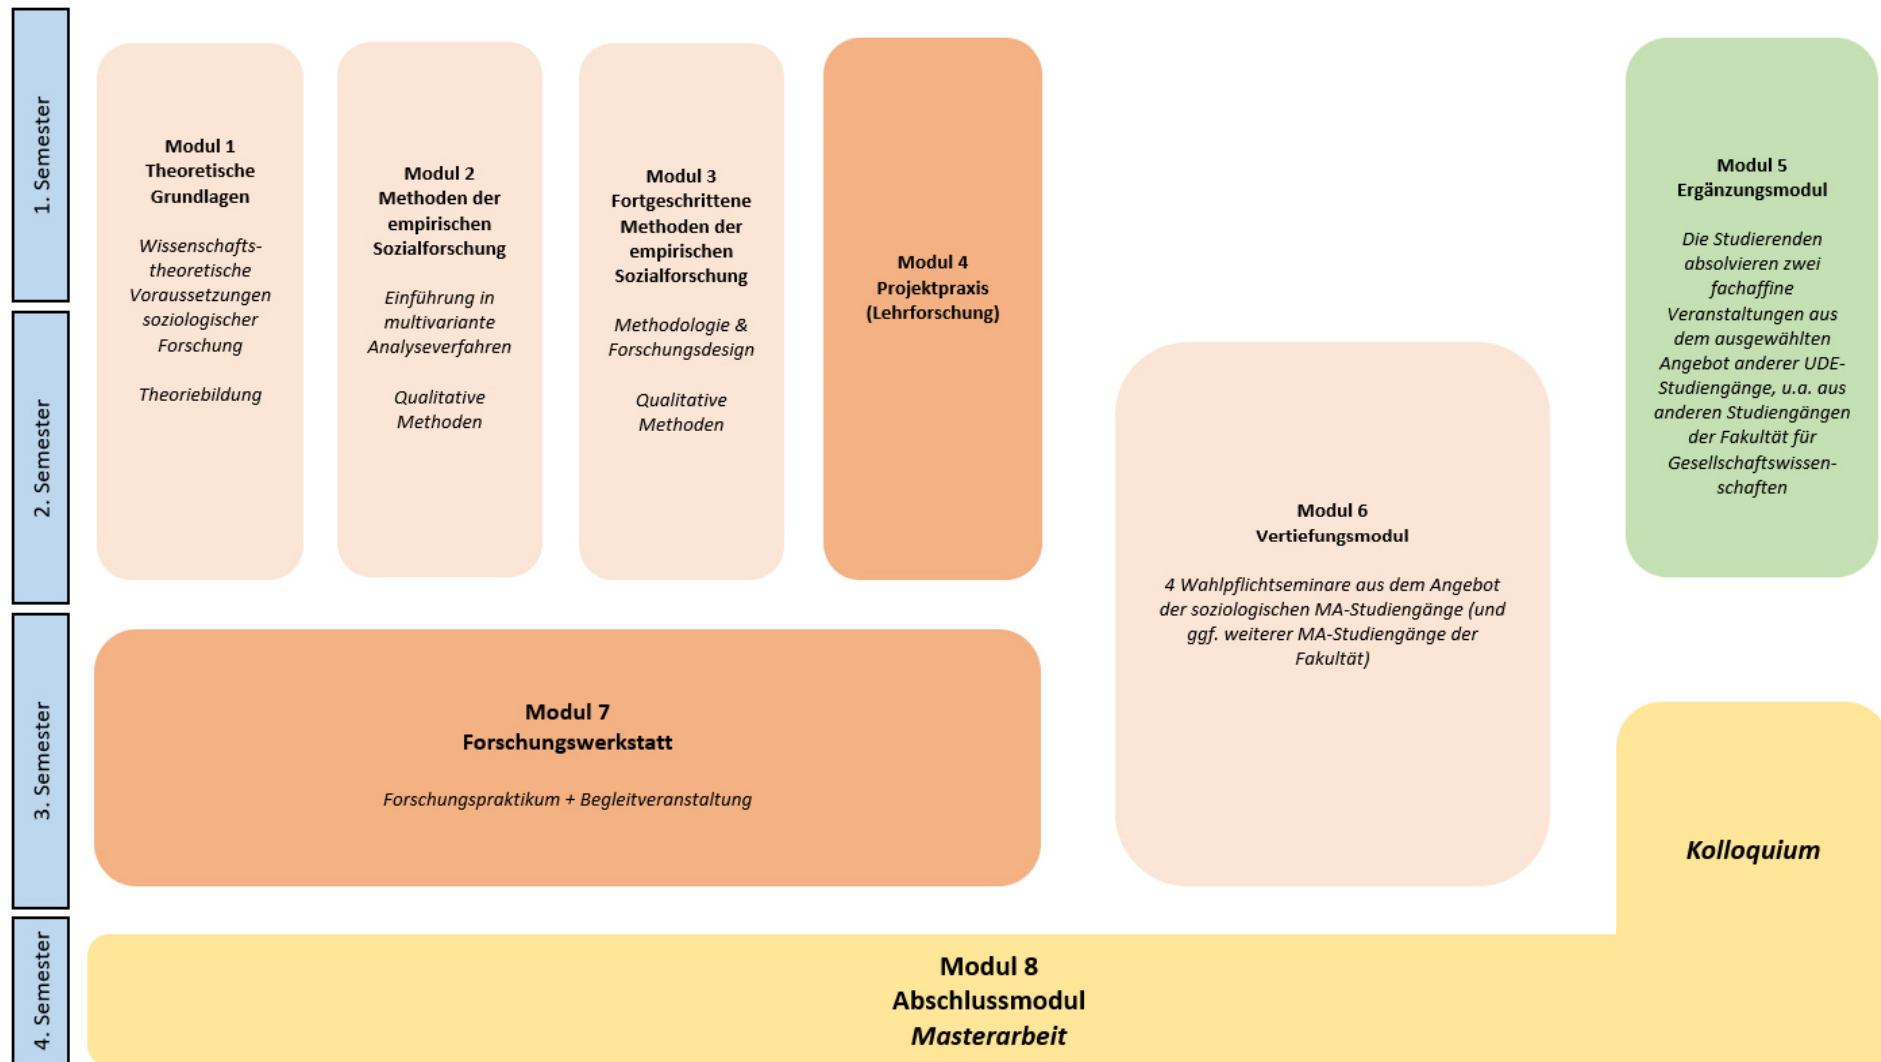 1. Semester
2. Semester
3. Semester
4. Semester
Modul 1
Theoretische
Grundlagen
Wissenschafts-
theoretische
Voraussetzungen
soziologischer
Forschung
Theoriebildung
Modul 2
Methoden der
empirischen
Sozialforschung
Einführung in
multivariante
Analyseverfahren
Qualitative
Methoden
Modul 3
Fortgeschrittene
Methoden der
empirischen
Sozialforschung
Methodologie &
Forschungsdesign
Qualitative
Methoden
Modul 4
Projektpraxis
(Lehrforschung)
Modul 5
Ergänzungsmodul
Die Studierenden
absolvieren zwei
fachaffine
Veranstaltungen aus
dem ausgewählten
Angebot anderer UDE-
Studiengänge, u.a. aus
anderen Studiengängen
der Fakultät für
Gesellschaftswissen-
schaften
Modul 6
Vertiefungsmodul
4 Wahlpflichtseminare aus dem Angebot
der soziologischen MA-Studiengänge (und
ggf. weiterer MA-Studiengänge der
Fakultät)
Modul 7
Forschungswerkstatt
Forschungspraktikum + Begleitveranstaltung
Kolloquium
Modul 8
Abschlussmodul
Masterarbeit